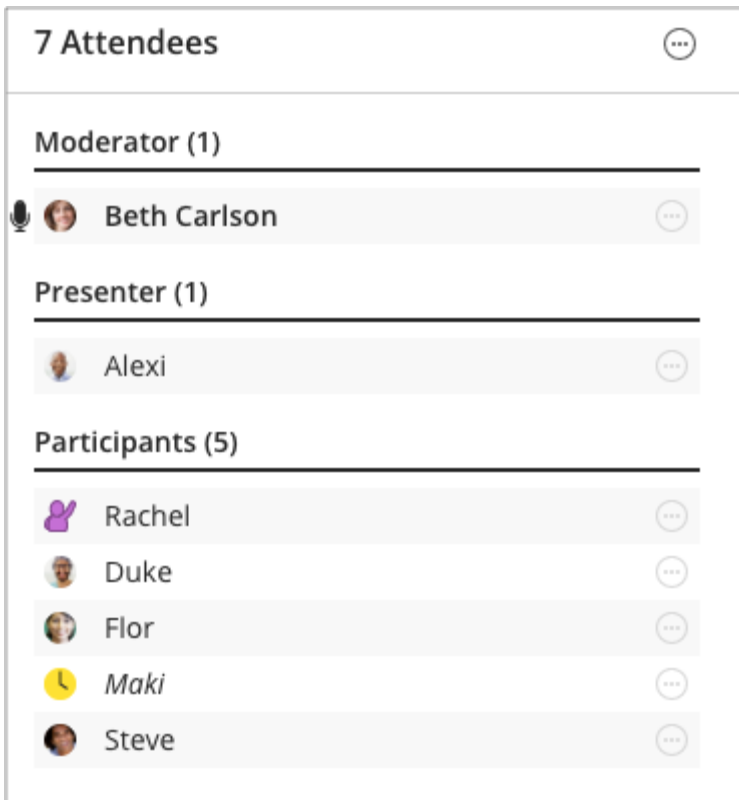 7 Attendees
Moderator (1)
Beth Carlson
Presenter (1)
Alexi
Participants (5)
Rachel
Duke
Flor
Maki
Steve